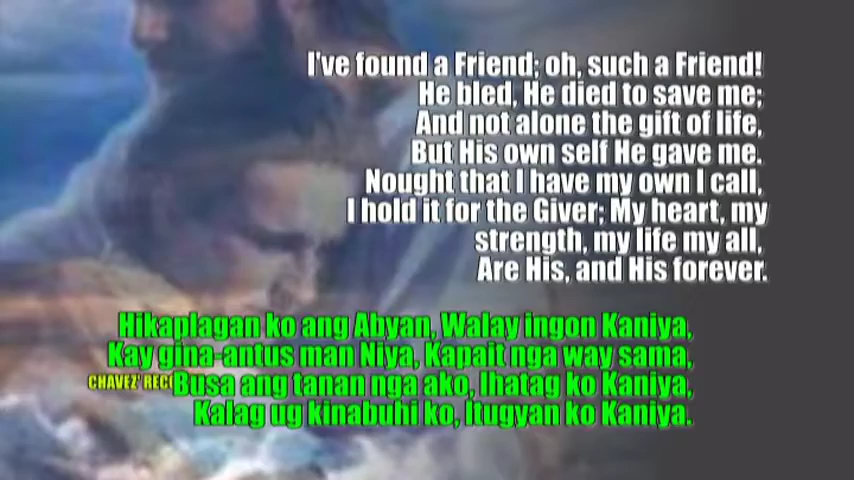 I've found a Friend; oh, such a Friend!
He bled, He died to save me;
And not alone the gift of life,
But His own self He gave me.
Nought that I have my own I call,
I hold it for the Giver; My heart, my
strength, my life my all,
Are His, and His forever.
Hikaplagan ko ang Abyan, Walay ingon Kaniya,
Kay gina-antus man Niya, Kapait nga way sama,
CHAVEZ'
Busa ang tanan nga ako, Ihatag ko Kaniya,
Kalag ug kinabuhi ko, Itugyan ko Kaniya.